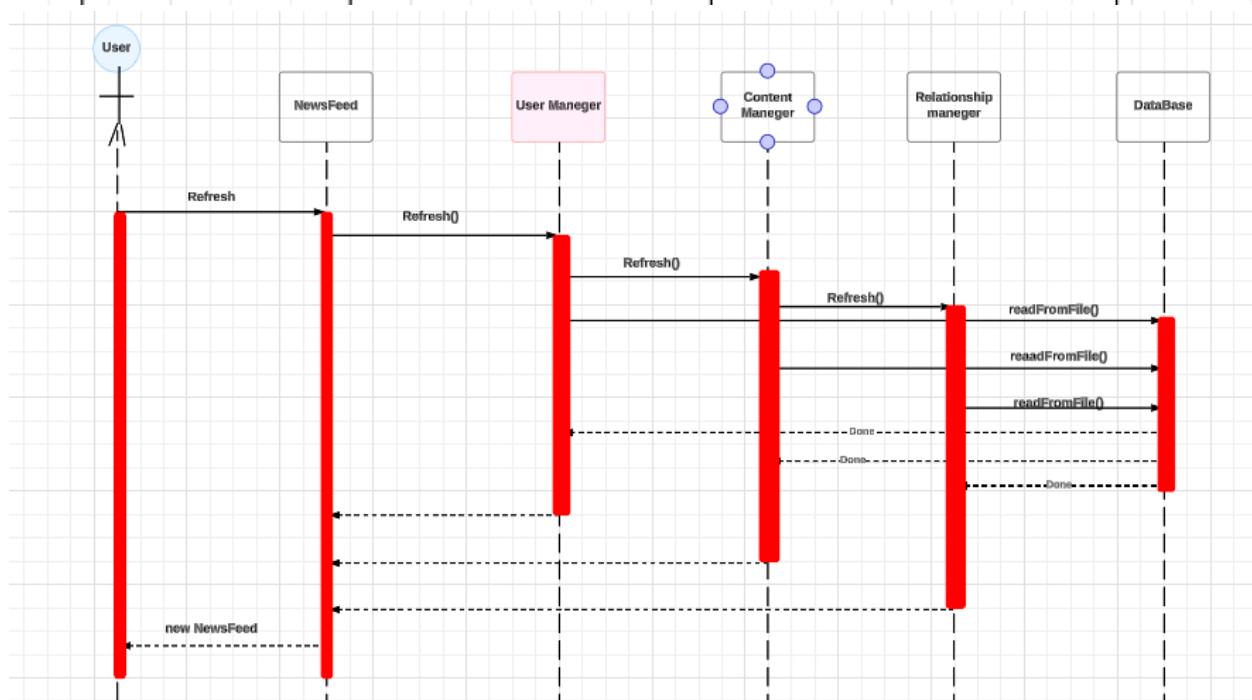 User
NewsFeed
User Maneger
Content
Maneger
Relationship
maneger
DataBase
Refresh
Refresh()
Refresh()
Refresh()
readFromFile()
reaadFromFile()
readFromFile()
Done
Done
Done
new NewsFeed